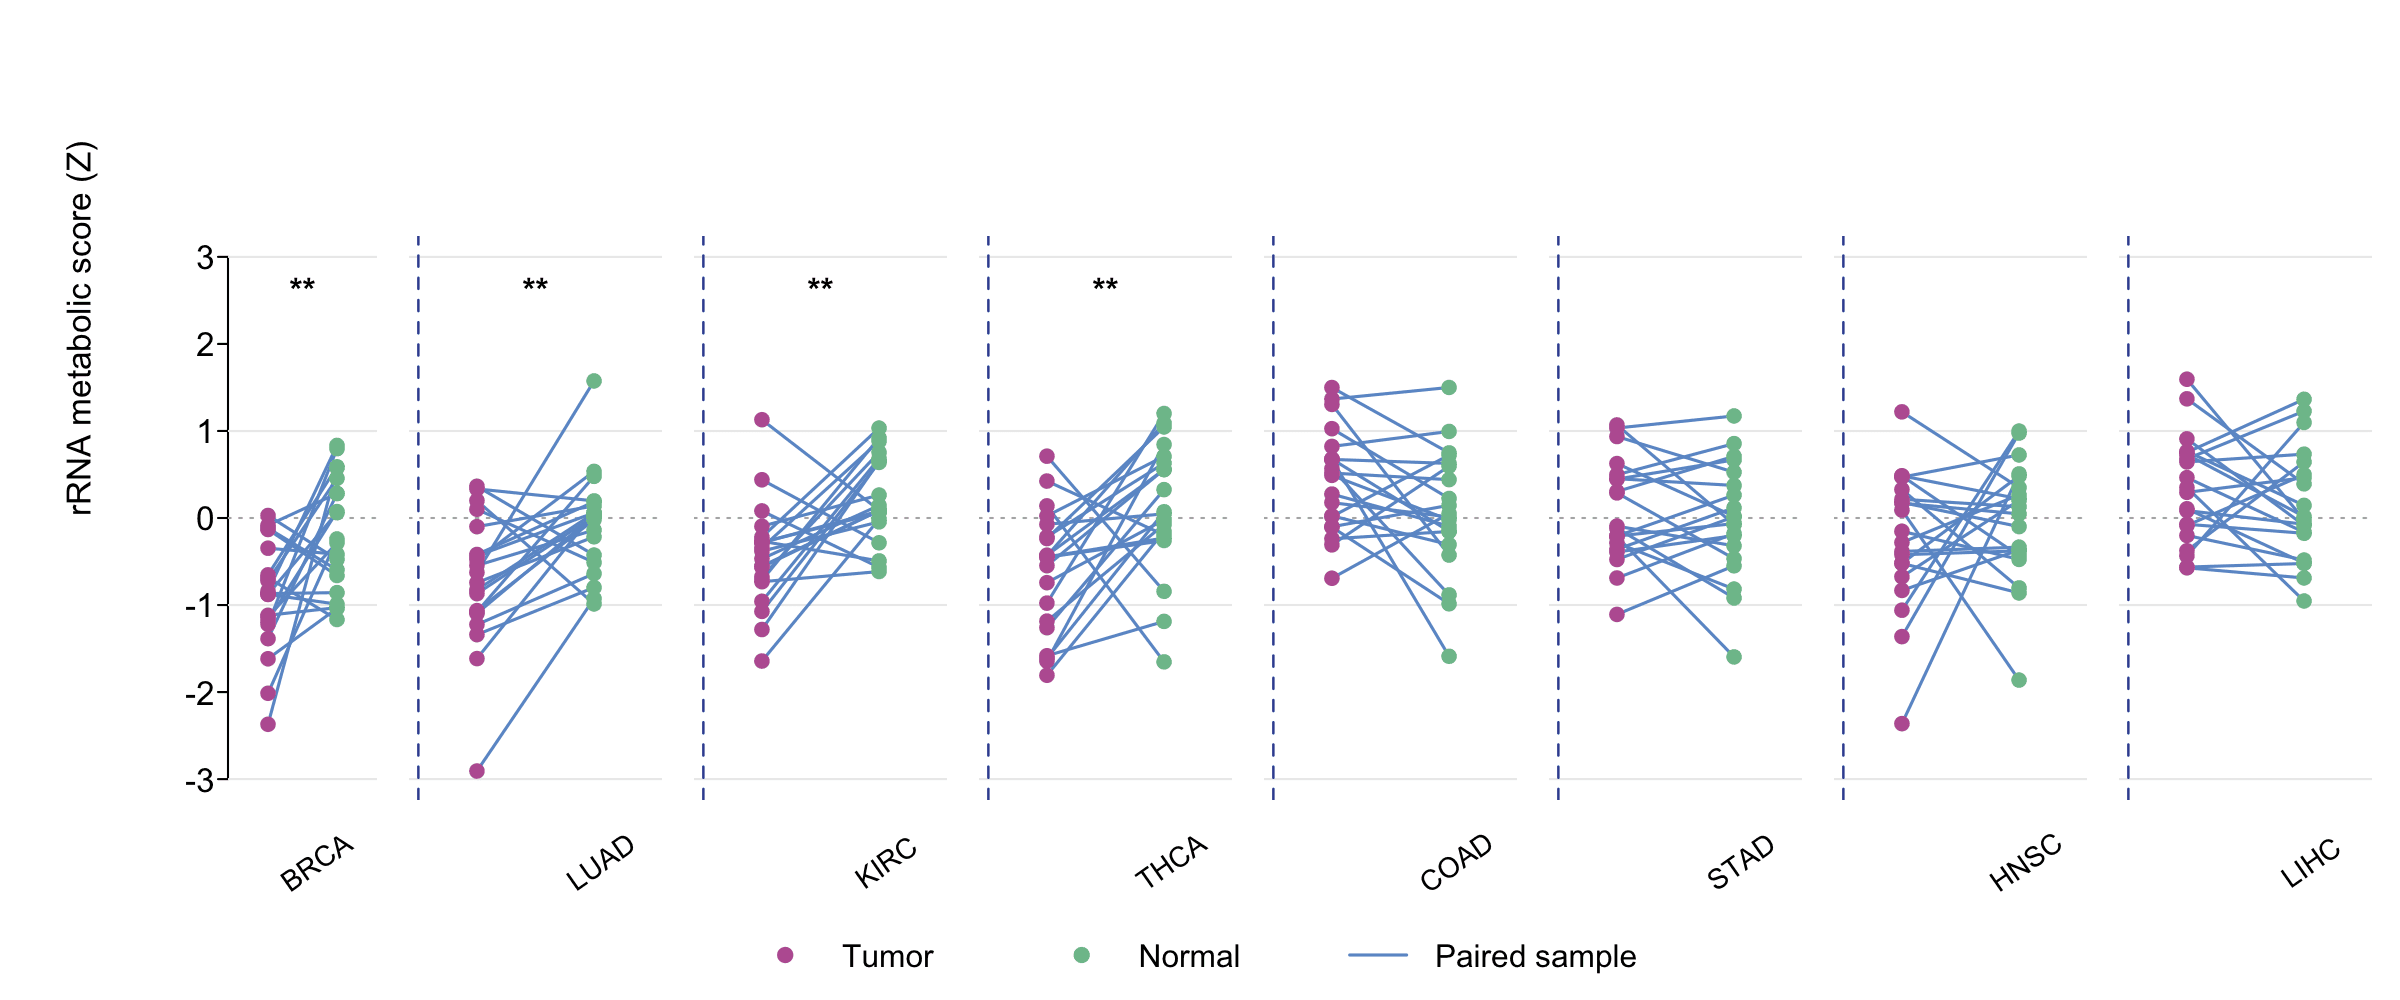 rRNA metabolic score (Z)
3
2
1
0
-1
-2
-3
** ** ** **
BRCA LUAD KIRC THCA COAD STAD HNSC LIHC
Tumor Normal Paired sample